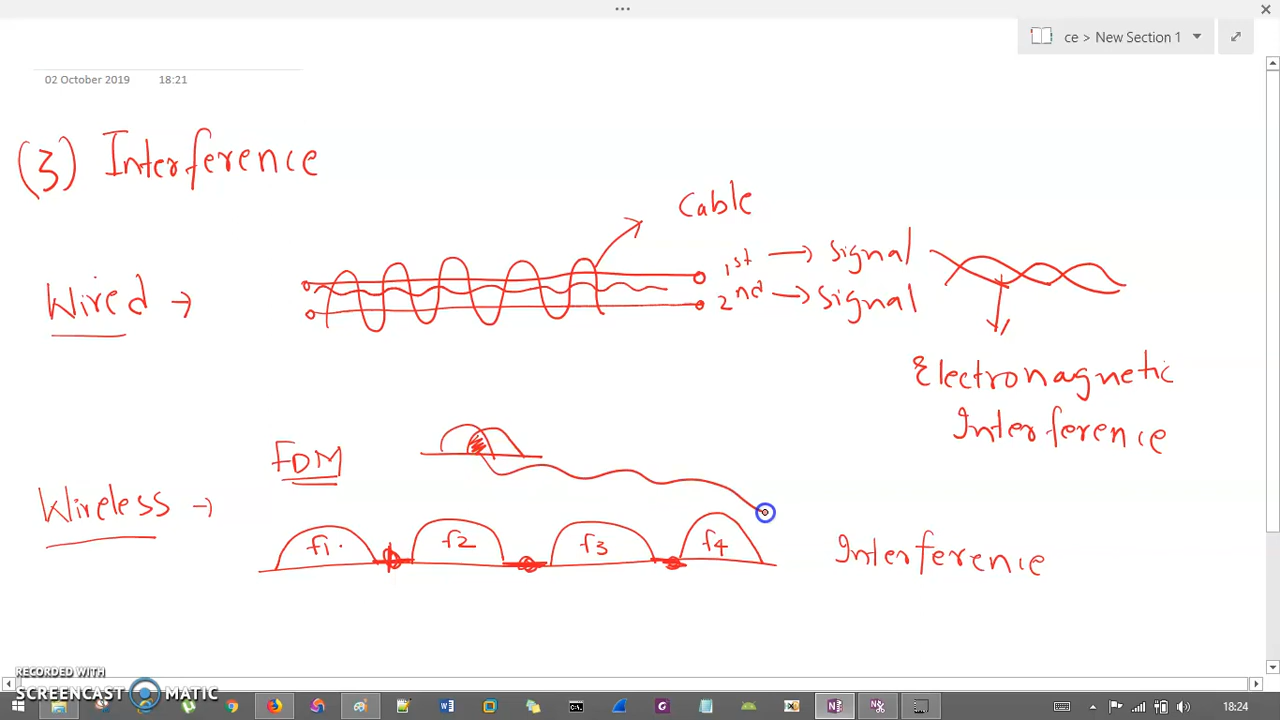 ce > New Section 1
02 October 2019 18:21
(3) Interference
Cable
Wired →
1st → Signal
2nd → Signal
Electromagnetic
Interference
FDM
Wireless →
f1 f2 f3 f4
Interference
RECORDED WITH
SCREENCAST MATIC
18:24